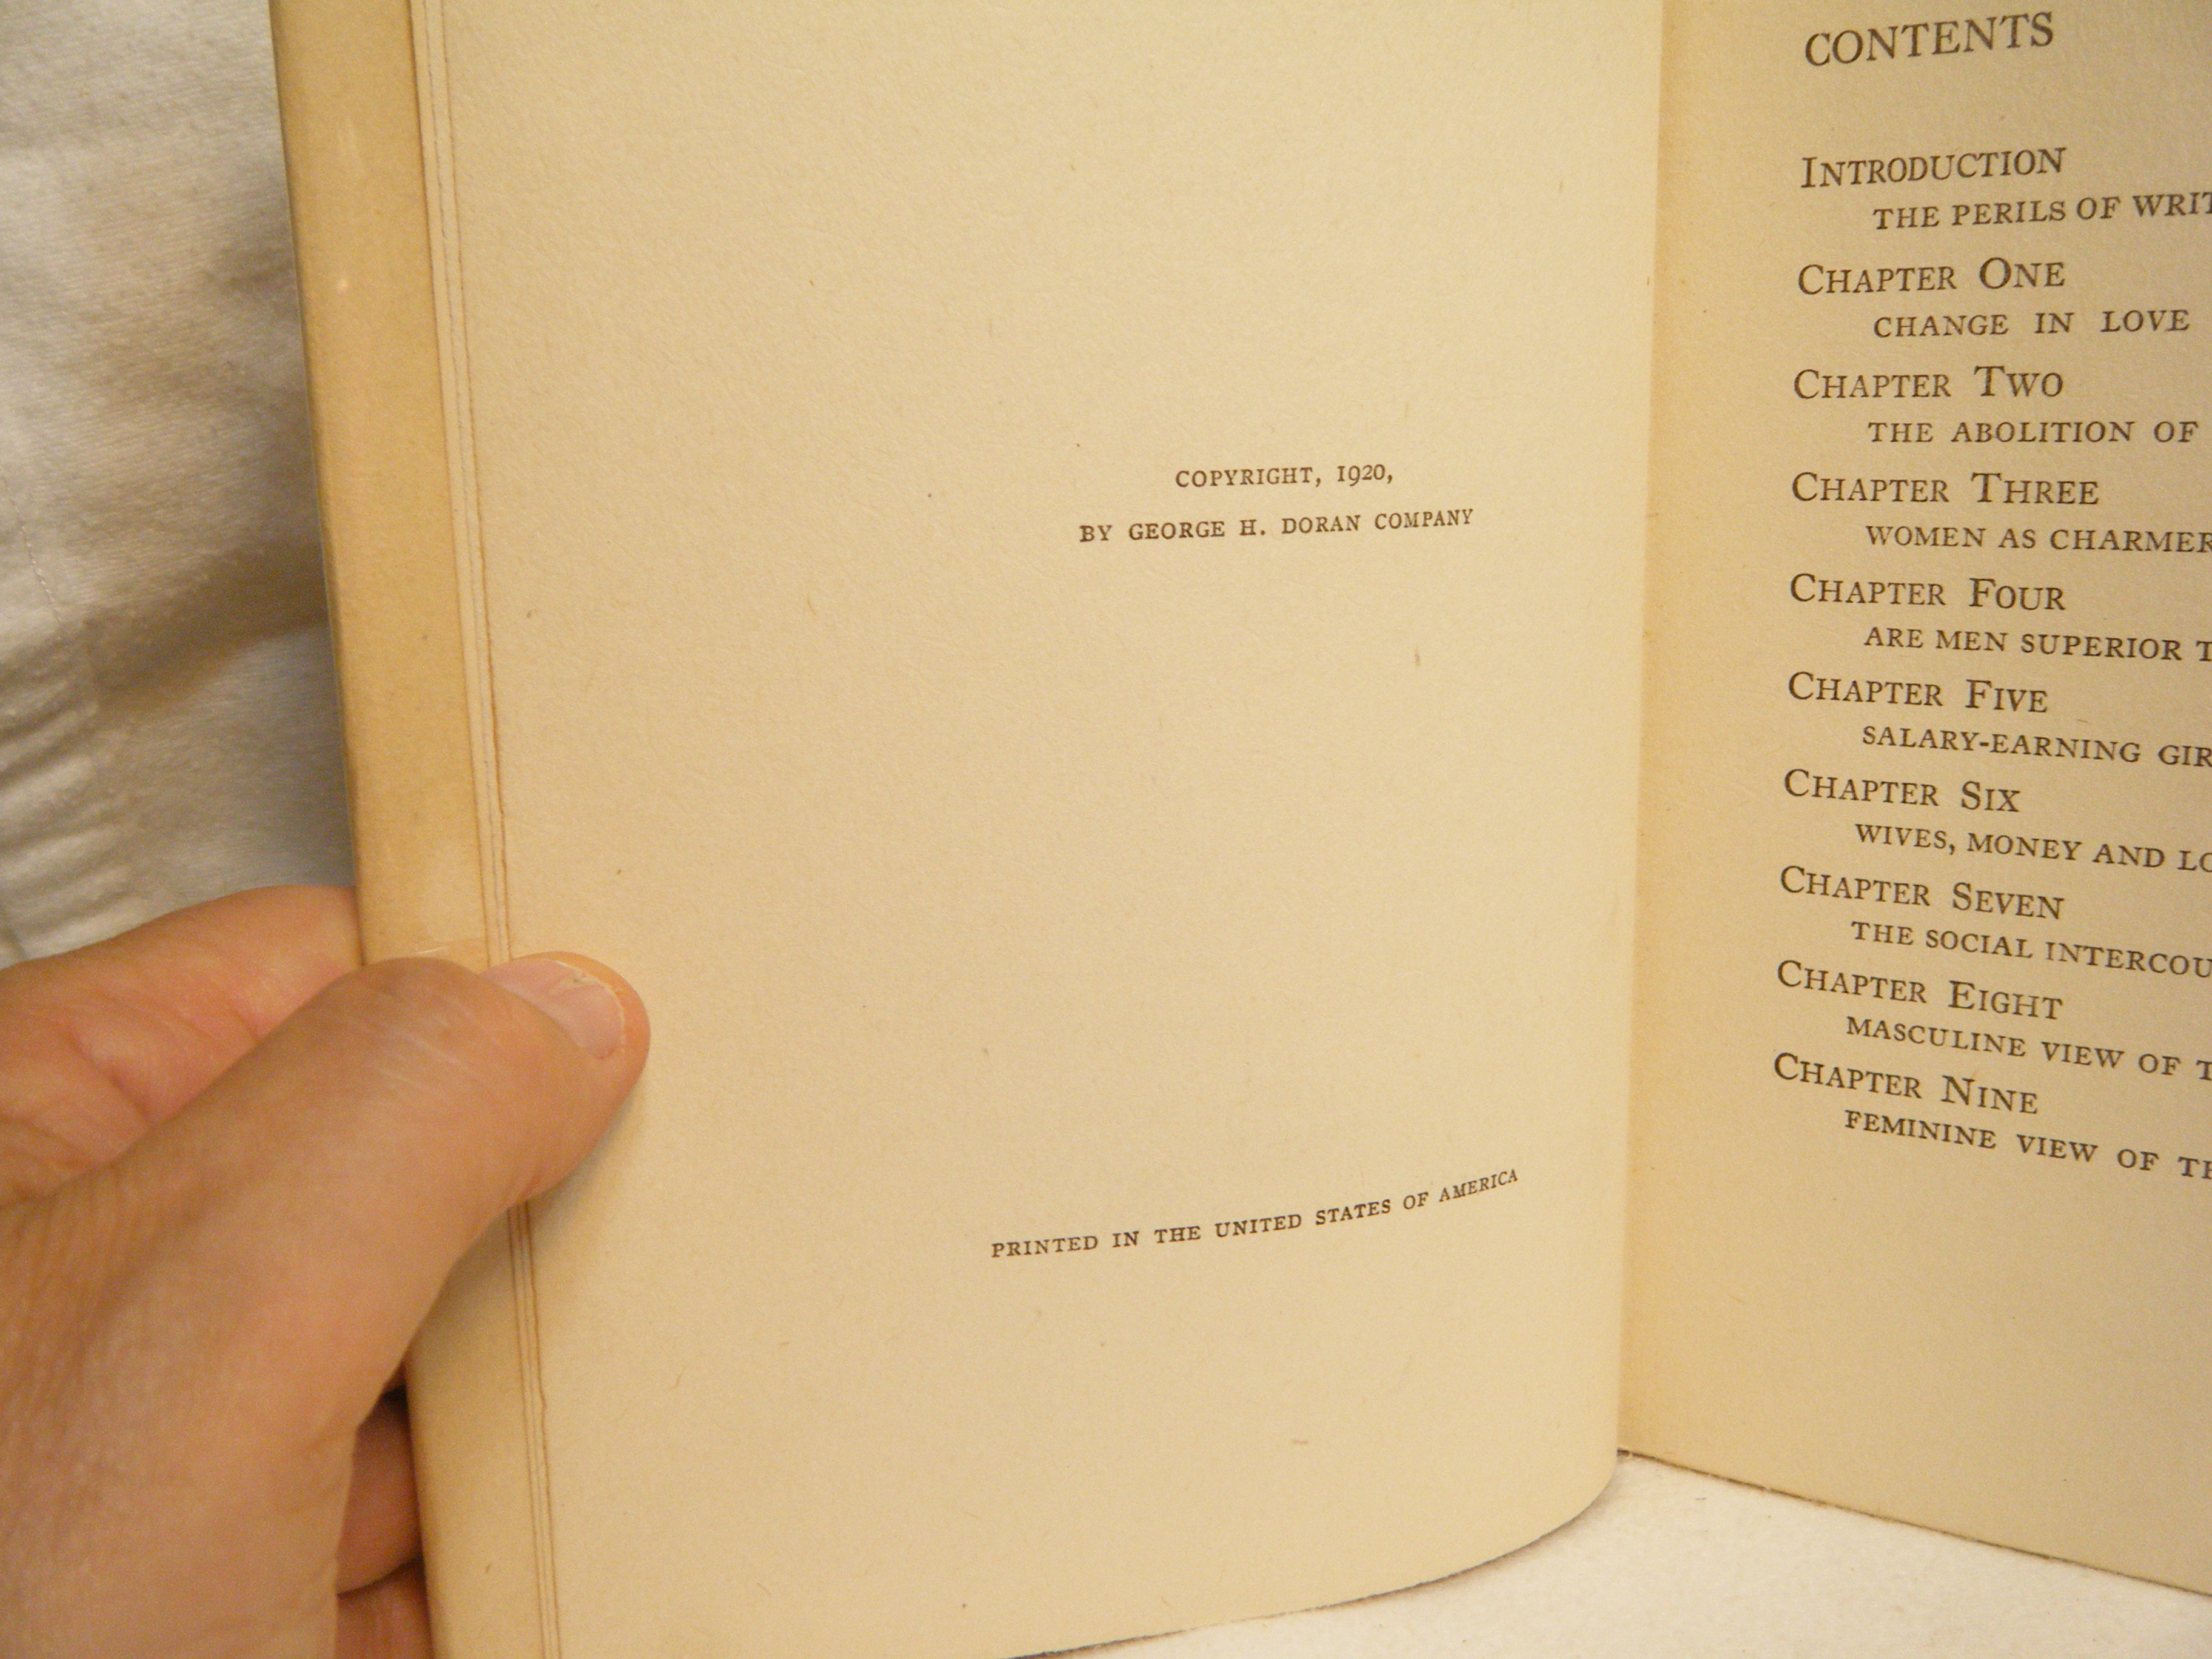 COPYRIGHT, 1920,
BY GEORGE H. DORAN COMPANY
PRINTED IN THE UNITED STATES OF AMERICA
CONTENTS
INTRODUCTION
THE PERILS OF
CHAPTER ONE
CHANGE IN LOVE
CHAPTER TWO
THE ABOLITION OF
CHAPTER THREE
WOMEN AS
CHAPTER FOUR
ARE MEN SUPERIOR
CHAPTER FIVE
SALARY-EARNING
CHAPTER SIX
WIVES, MONEY AND
CHAPTER SEVEN
THE SOCIAL
CHAPTER EIGHT
MASCULINE VIEW OF
CHAPTER NINE
FEMININE VIEW OF